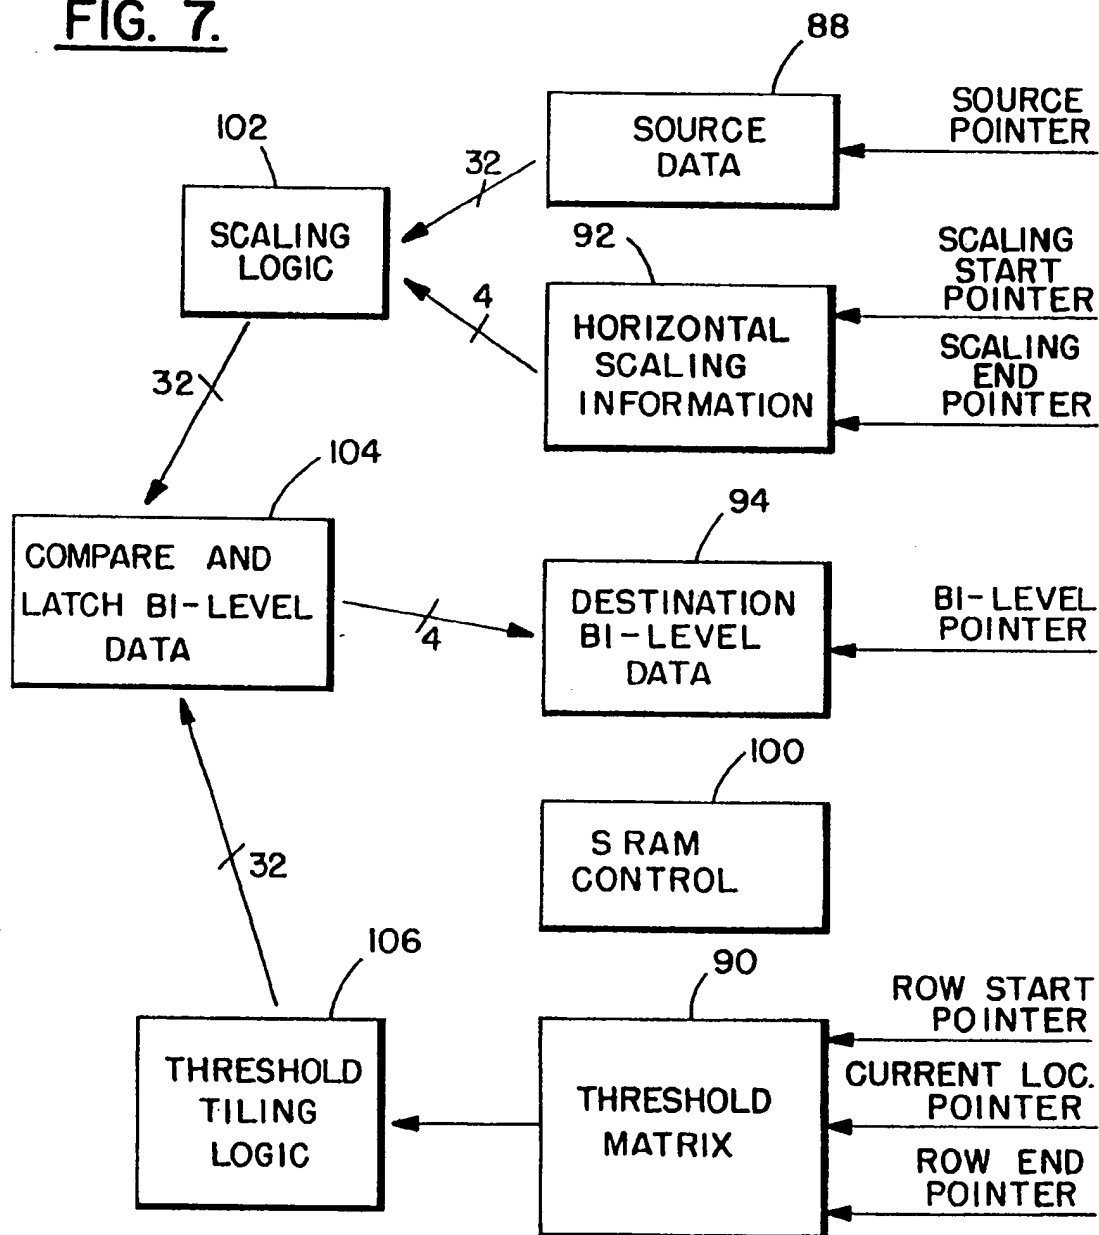 FIG. 7.
88
SOURCE
DATA
SOURCE
POINTER
102
SCALING
LOGIC
32
92
HORIZONTAL
SCALING
INFORMATION
4
SCALING
START
POINTER
SCALING
END
POINTER
32
104
COMPARE AND
LATCH BI-LEVEL
DATA
4
94
DESTINATION
BI-LEVEL
DATA
BI-LEVEL
POINTER
100
S RAM
CONTROL
32
106
THRESHOLD
TILING
LOGIC
90
THRESHOLD
MATRIX
ROW START
POINTER
CURRENT LOC.
POINTER
ROW END
POINTER